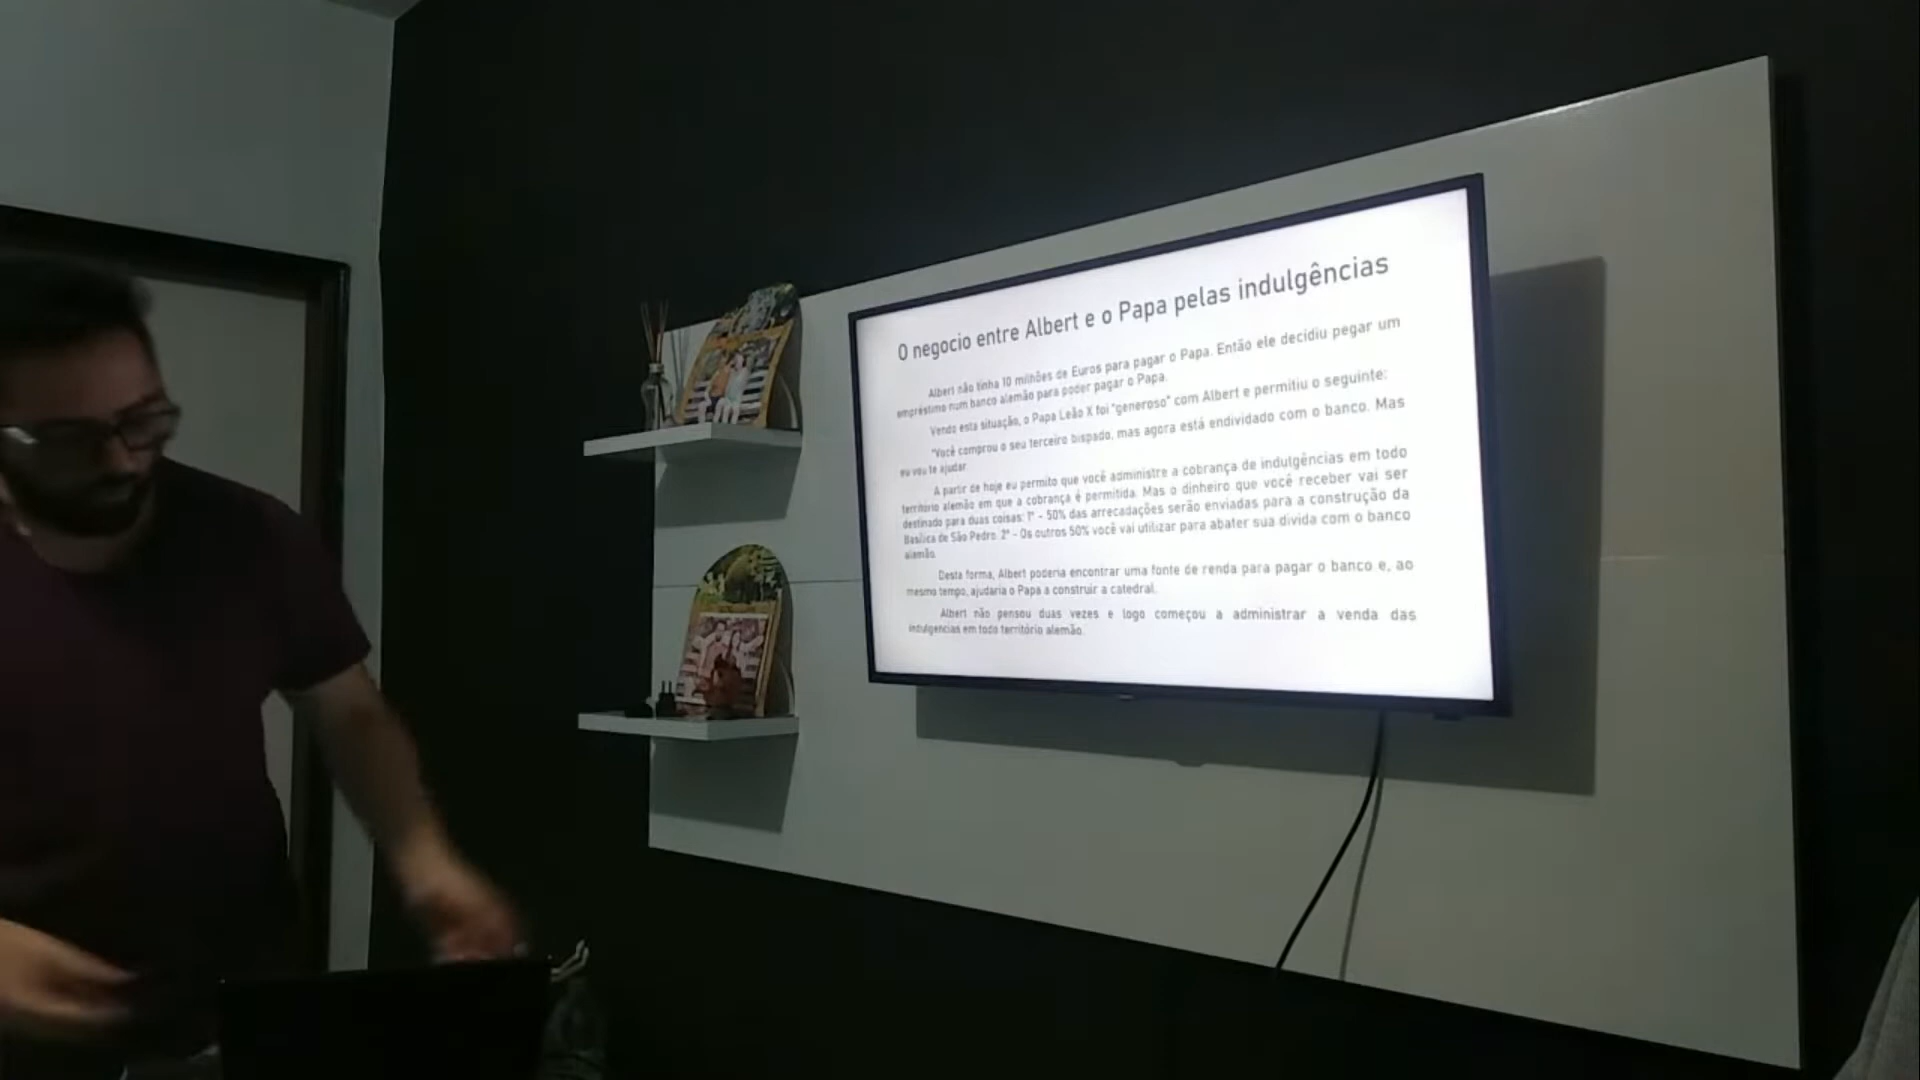 O negocio entre Albert e o Papa pelas indulgências
Albert não tinha 10 milhões de Euros para pagar o Papa. Então ele decidiu pegar um
empréstimo num banco alemão para poder pagar o Papa.
Vendo esta situação, o Papa Leão X foi "generoso" com Albert e permitiu o seguinte:
"Você comprou o seu terceiro bispado, mas agora está endividado com o banco. Mas
eu vou te ajudar
A partir de hoje eu permito que você administre a cobrança de indulgências em todo
território alemão em que a cobrança é permitida. Mas o dinheiro que você receber vai ser
destinado para duas coisas: 1° - 50% das arrecadações serão enviadas para a construção da
Basílica de São Pedro. 2° - Os outros 50% você vai utilizar para abater sua divida com o banco
alemão.
Desta forma, Albert poderia encontrar uma fonte de renda para pagar o banco e, ao
mesmo tempo, ajudaria o Papa a construir a catedral.
Albert não pensou duas vezes e logo começou a administrar a venda das
indulgencias em todo território alemão.